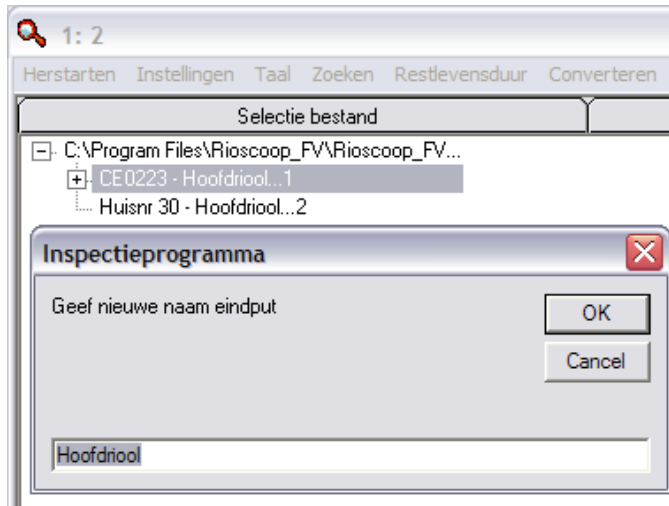 1: 2
Herstarten Instellingen Taal Zoeken Restlevensduur Converteren
Selectie bestand
C:\Program Files\Rioscoop_FV\Rioscoop_FV...
CE0223 - Hoofdriool...1
Huisnr 30 - Hoofdriool...2
Inspectieprogramma
Geef nieuwe naam eindput
OK
Cancel
Hoofdriool